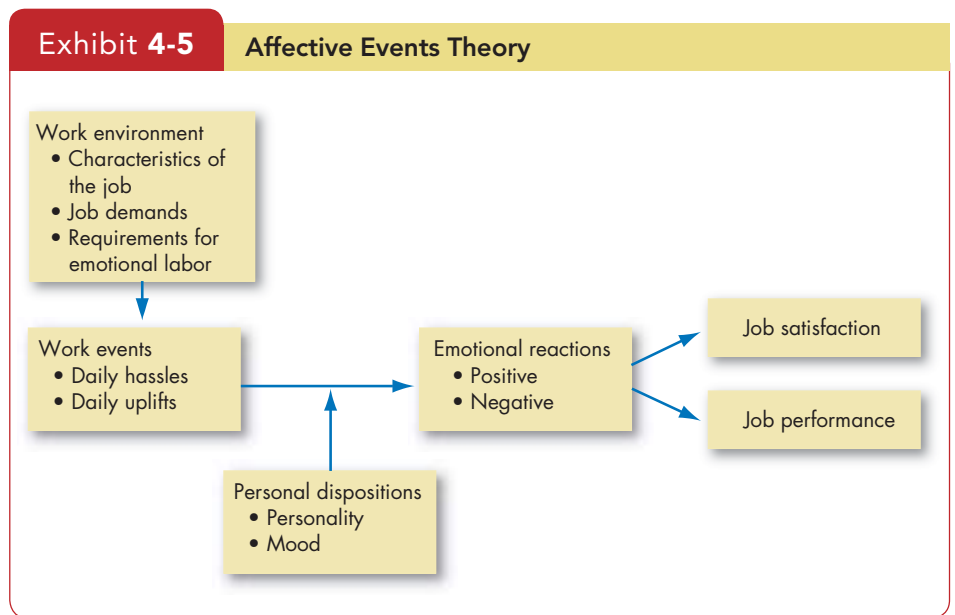 Exhibit 4-5
Affective Events Theory
Work environment
• Characteristics of
the job
• Job demands
• Requirements for
emotional labor
Work events
• Daily hassles
• Daily uplifts
Emotional reactions
• Positive
• Negative
Job satisfaction
Job performance
Personal dispositions
• Personality
• Mood